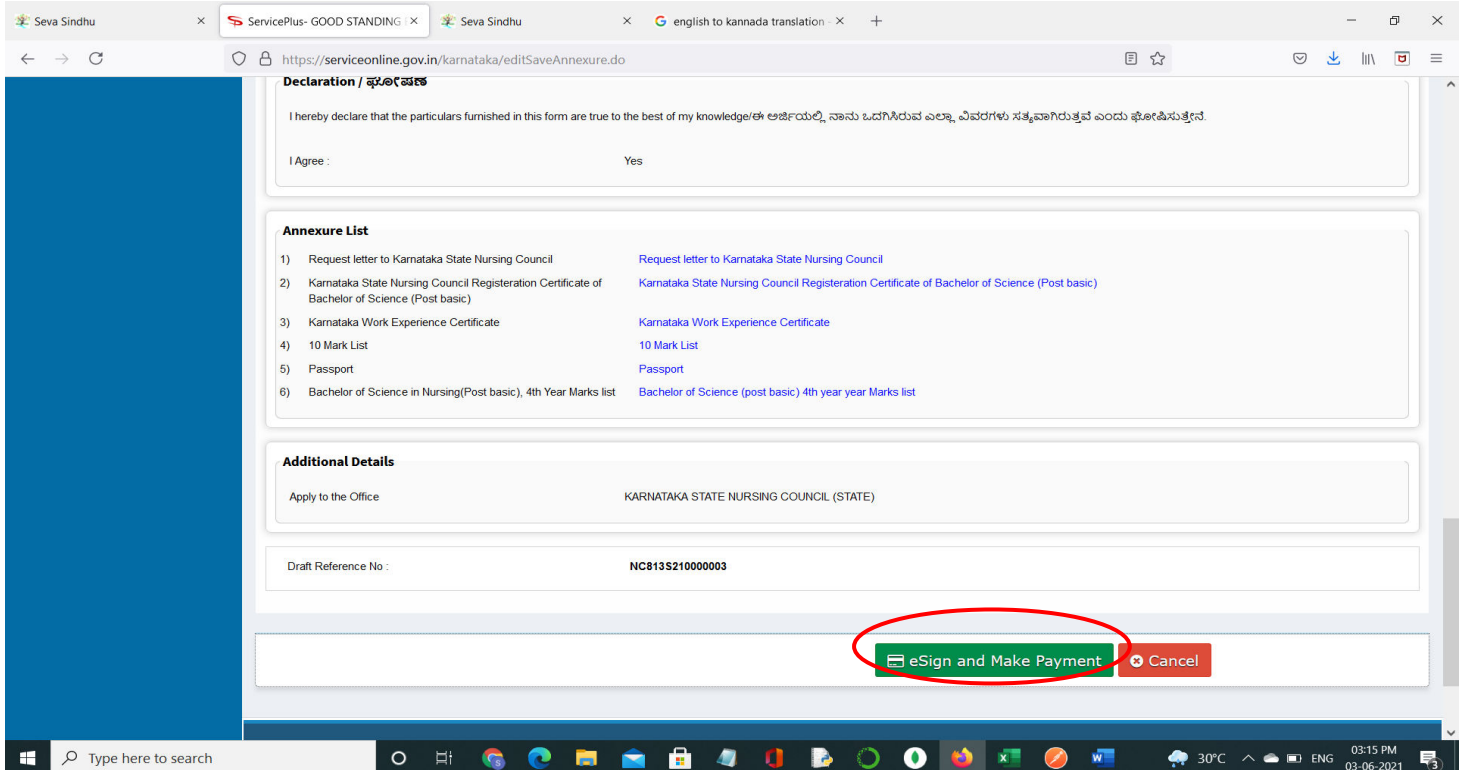 Seva Sindhu
ServicePlus- GOOD STANDING
Seva Sindhu
english to kannada translation -
https://serviceonline.gov.in/karnataka/editSaveAnnexure.do
Declaration / ಘೋಷಣೆ
I hereby declare that the particulars furnished in this form are true to the best of my knowledge/ಈ ಅರ್ಜಿಯಲ್ಲಿ ನಾನು ಒದಗಿಸಿರುವ ಎಲ್ಲಾ ವಿವರಗಳು ಸತ್ಯವಾಗಿರುತ್ತವೆ ಎಂದು ಘೋಷಿಸುತ್ತೇನೆ.
I Agree : Yes
Annexure List
1) Request letter to Karnataka State Nursing Council Request letter to Karnataka State Nursing Council
2) Karnataka State Nursing Council Registeration Certificate of Karnataka State Nursing Council Registeration Certificate of Bachelor of Science (Post basic)
Bachelor of Science (Post basic)
3) Karnataka Work Experience Certificate Karnataka Work Experience Certificate
4) 10 Mark List 10 Mark List
5) Passport Passport
6) Bachelor of Science in Nursing(Post basic), 4th Year Marks list Bachelor of Science (post basic) 4th year year Marks list
Additional Details
Apply to the Office KARNATAKA STATE NURSING COUNCIL (STATE)
Draft Reference No : NC813S210000003
eSign and Make Payment Cancel
Type here to search
30°C ENG
03:15 PM
03-06-2021
3